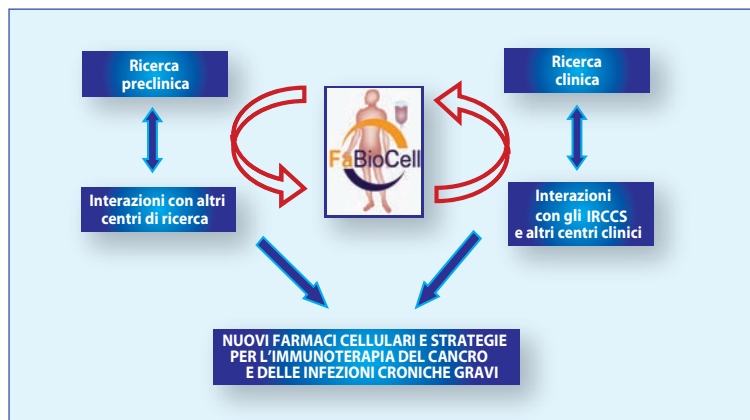 Ricerca
preclinica
Interazioni con altri
centri di ricerca
FaBioCell
Ricerca
clinica
Interazioni
con gli IRCCS
e altri centri clinici
NUOVI FARMACI CELLULARI E STRATEGIE
PER L'IMMUNOTERAPIA DEL CANCRO
E DELLE INFEZIONI CRONICHE GRAVI